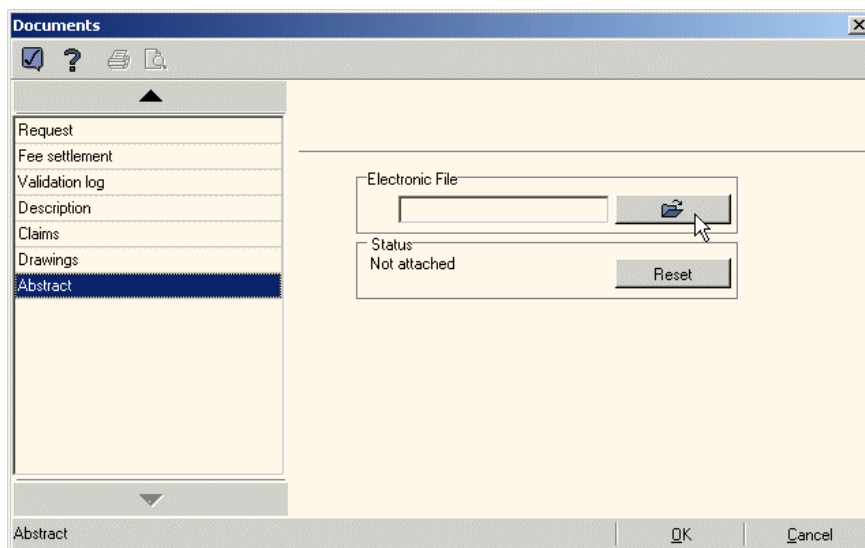 Documents
Request
Fee settlement
Validation log
Description
Claims
Drawings
Abstract
Electronic File
Status
Not attached
Reset
Abstract
OK
Cancel